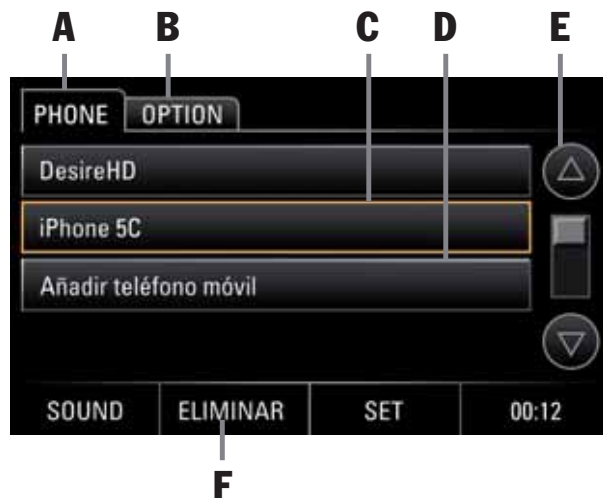 A B C D E
PHONE OPTION
DesireHD
iPhone 5C
Añadir teléfono móvil
SOUND ELIMINAR SET 00:12
F